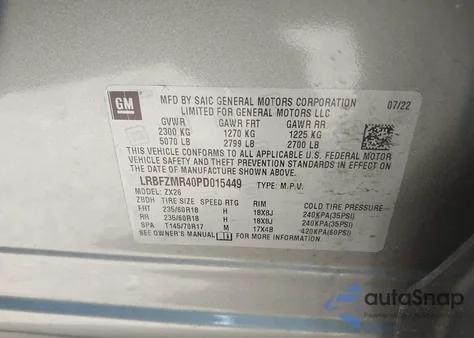 GM
MFD BY SAIC GENERAL MOTORS CORPORATION 07/22
LIMITED FOR GENERAL MOTORS LLC
GVWR GAWR FRT GAWR RR
2300 KG 1270 KG 1225 KG
5070 LB 2799 LB 2700 LB
THIS VEHICLE CONFORMS TO ALL APPLICABLE U.S. FEDERAL MOTOR
VEHICLE SAFETY, BUMPER, AND THEFT PREVENTION STANDARDS IN EFFECT ON
THE DATE OF MANUFACTURE SHOWN ABOVE.
LRBFZMR40PD015449 TYPE: M.P.V.
MODEL: ZX26
ZBDH TIRE SIZE SPEED RTG RIM COLD TIRE PRESSURE
FRT 235/60R18 H 18X8J 240KPA(35PSI)
RR 235/60R18 H 18X8J 240KPA(35PSI)
SPA T145/70R17 M 17X4B 420KPA(60PSI)
SEE OWNER'S MANUAL FOR MORE INFORMATION
autoSnap